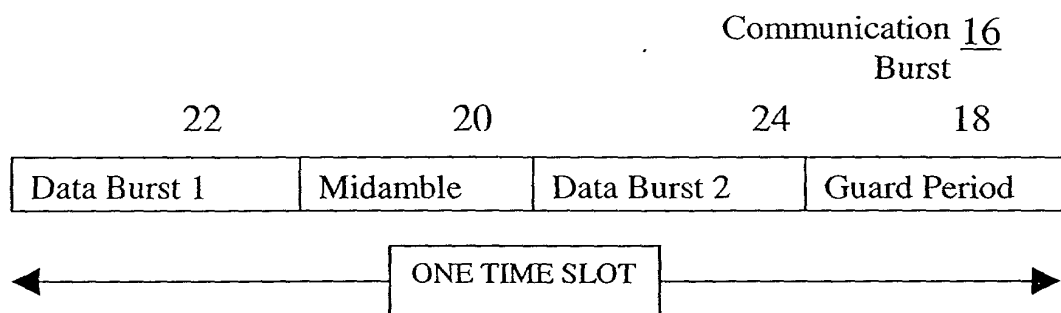 Communication 16
Burst
22 20 24 18
Data Burst 1 Midamble Data Burst 2 Guard Period
ONE TIME SLOT